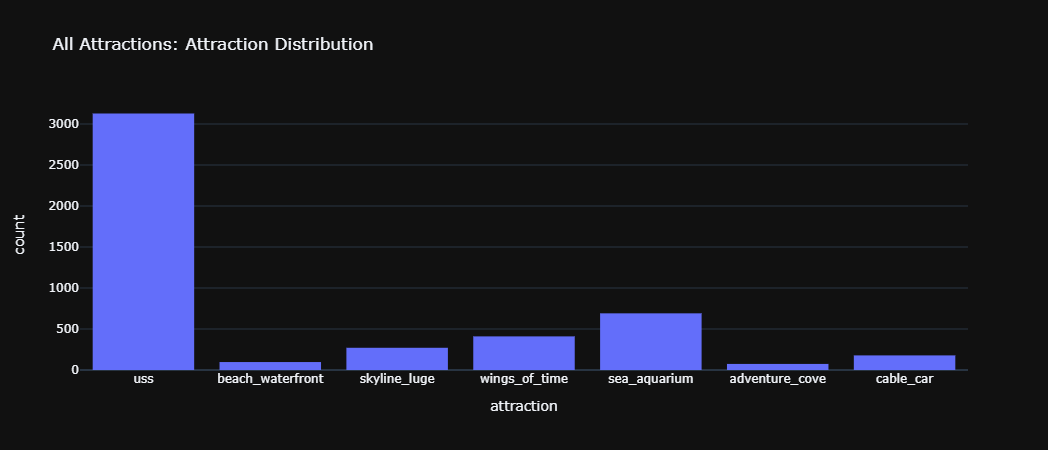 All Attractions: Attraction Distribution
3000
2500
2000
1500
1000
500
0
count
uss beach_waterfront skyline_luge wings_of_time sea_aquarium adventure_cove cable_car
attraction